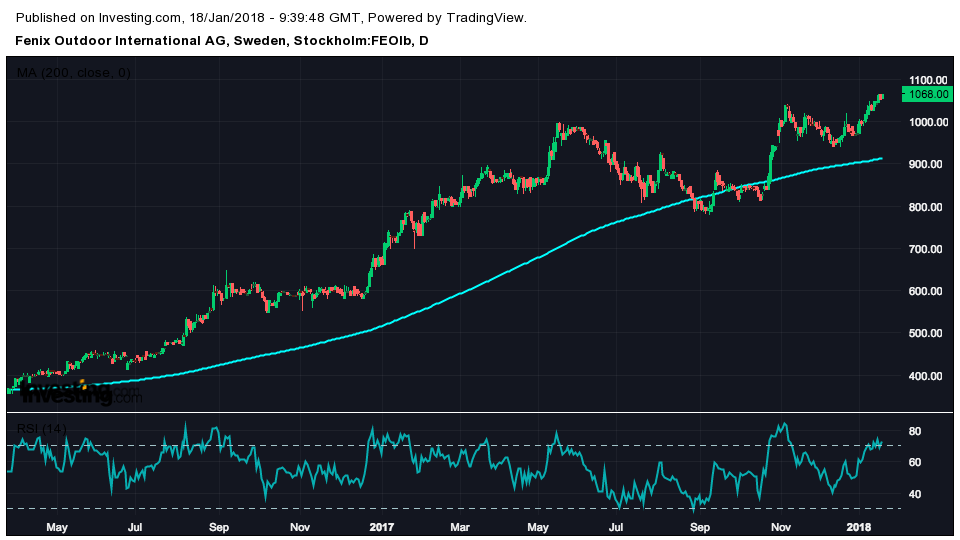 Published on Investing.com, 18/Jan/2018 - 9:39:48 GMT, Powered by TradingView.
Fenix Outdoor International AG, Sweden, Stockholm:FEOIb, D
MA (200, close, 0)
1100.00
1068.00
1000.00
900.00
800.00
700.00
600.00
500.00
400.00
Investing.com
RSI (14)
80
60
40
May Jul Sep Nov 2017 Mar May Jul Sep Nov 2018